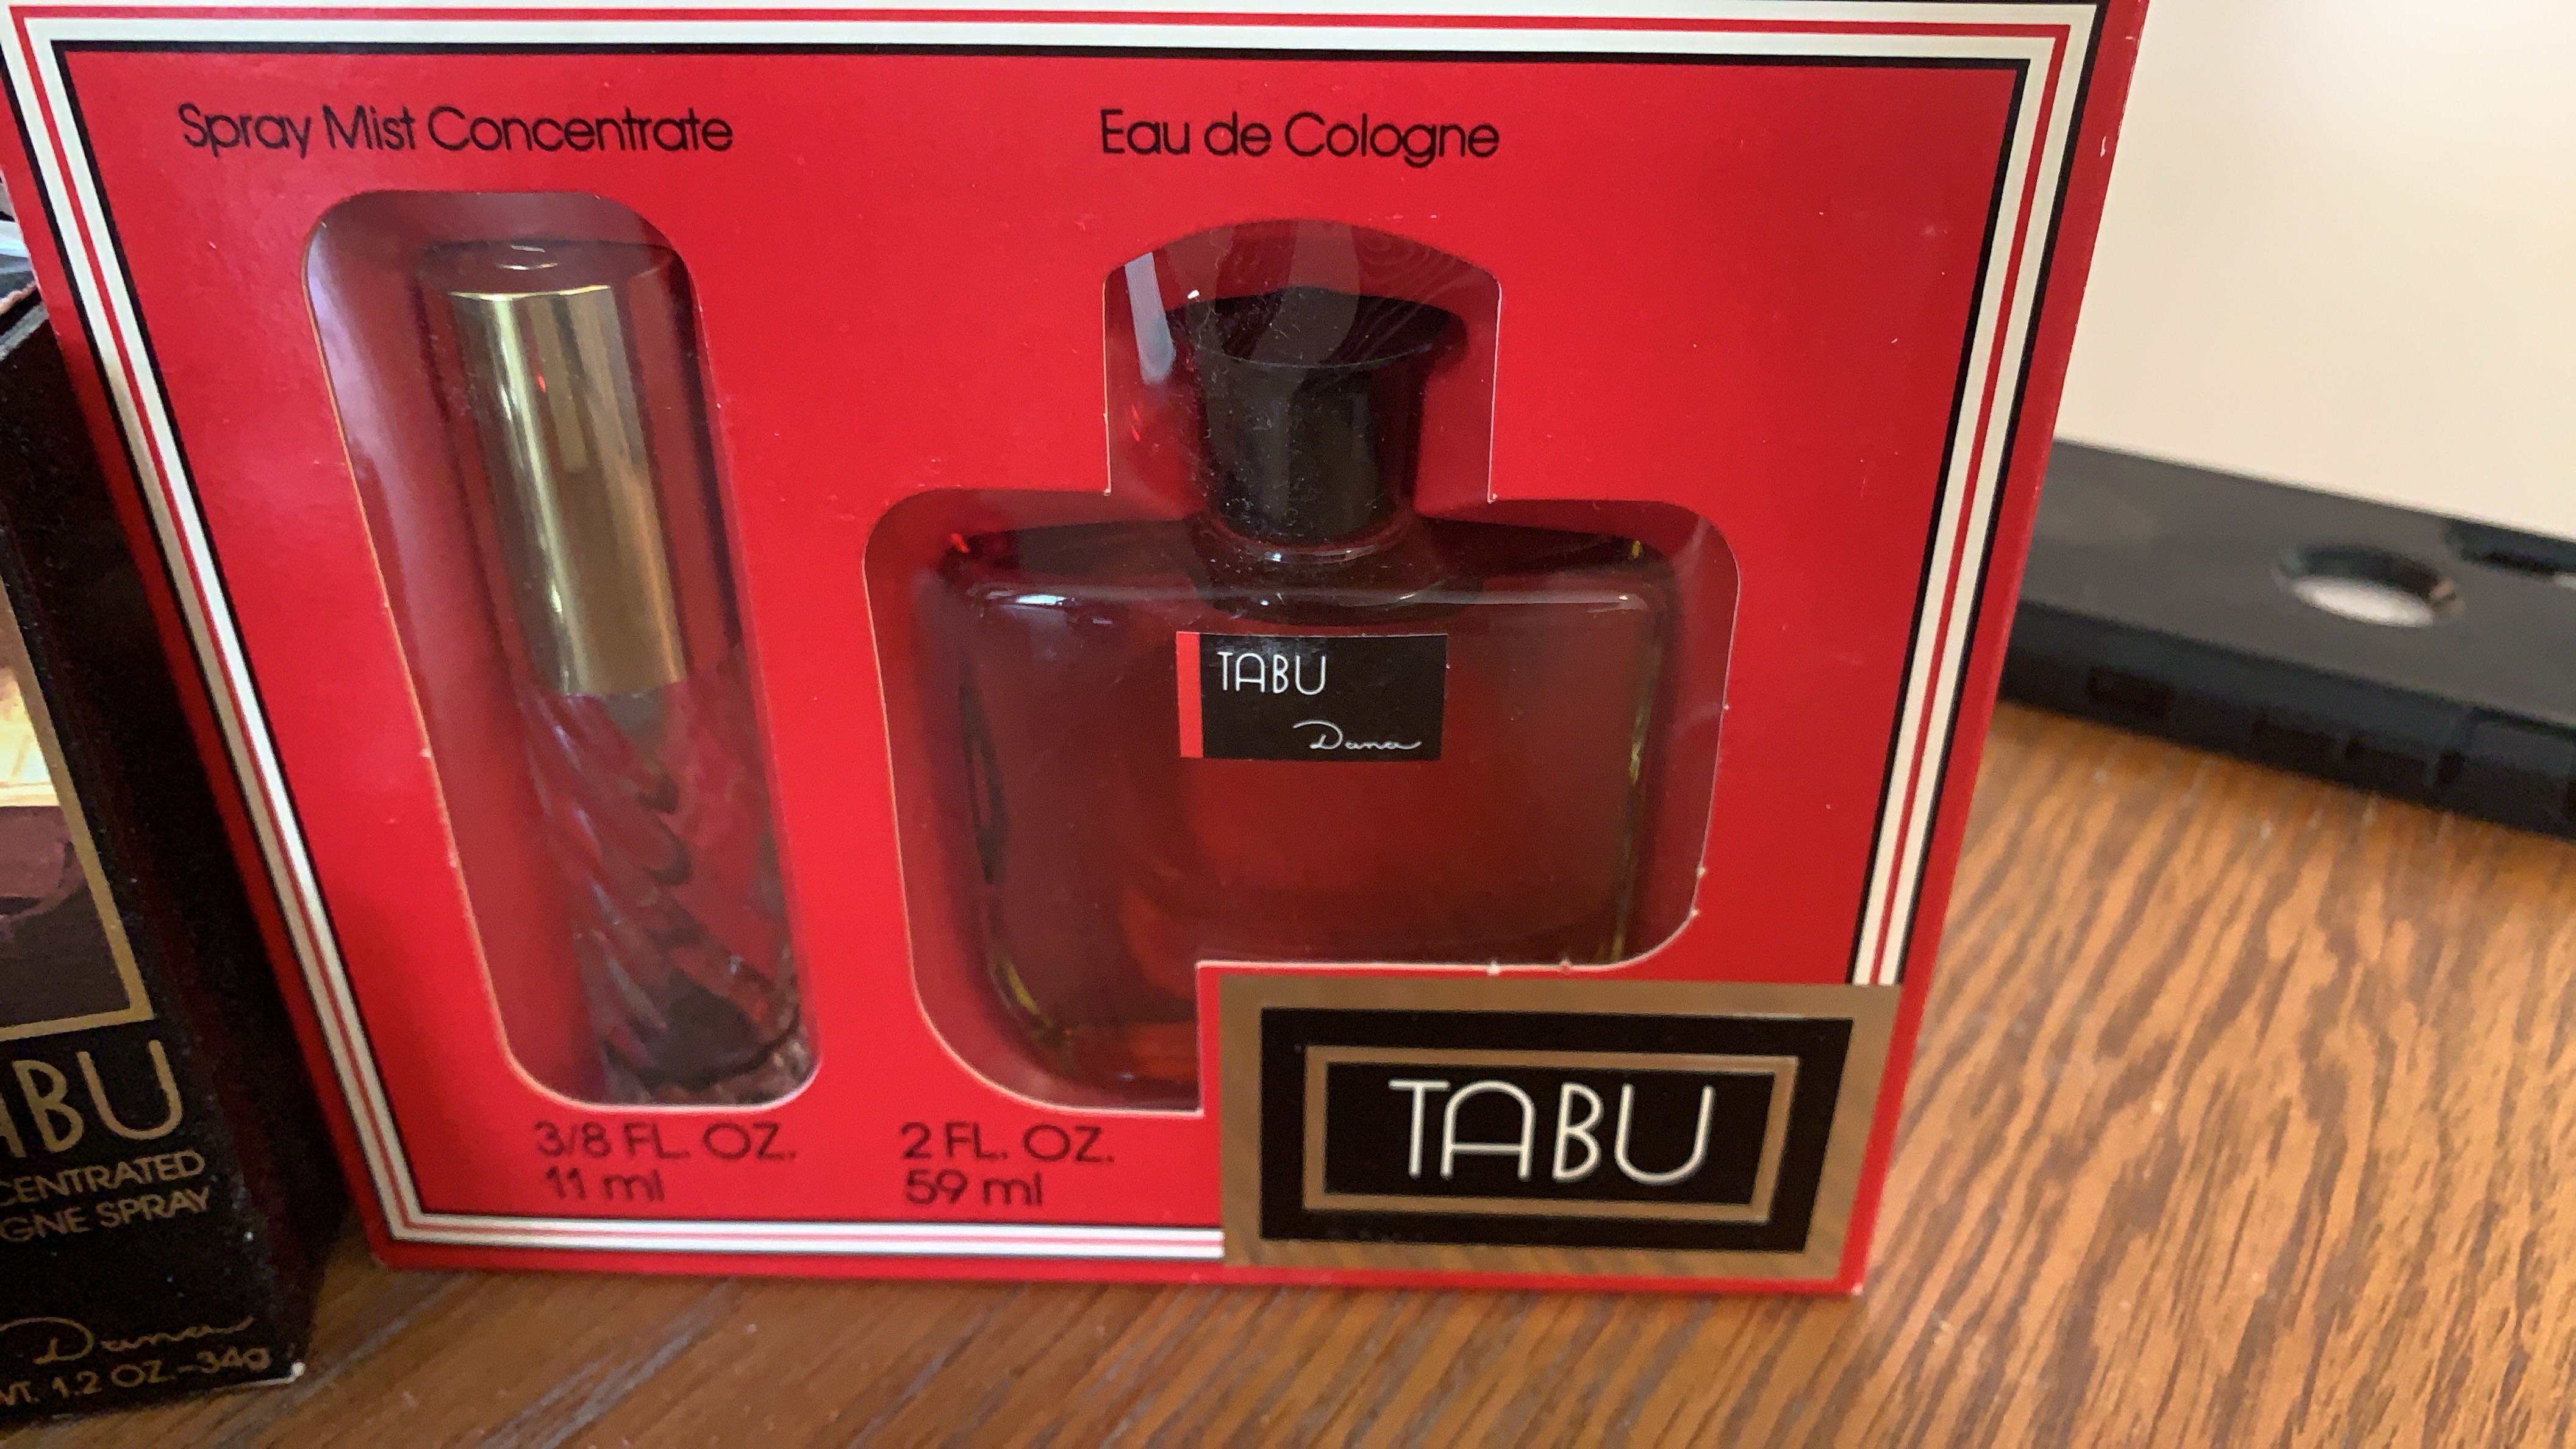 Spray Mist Concentrate
Eau de Cologne
TABU
Dana
3/8 FL. OZ.
11 ml
2 FL. OZ.
59 ml
TABU
ABU
CENTRATED
GNE SPRAY
Dana
WT. 1.2 OZ.-34g